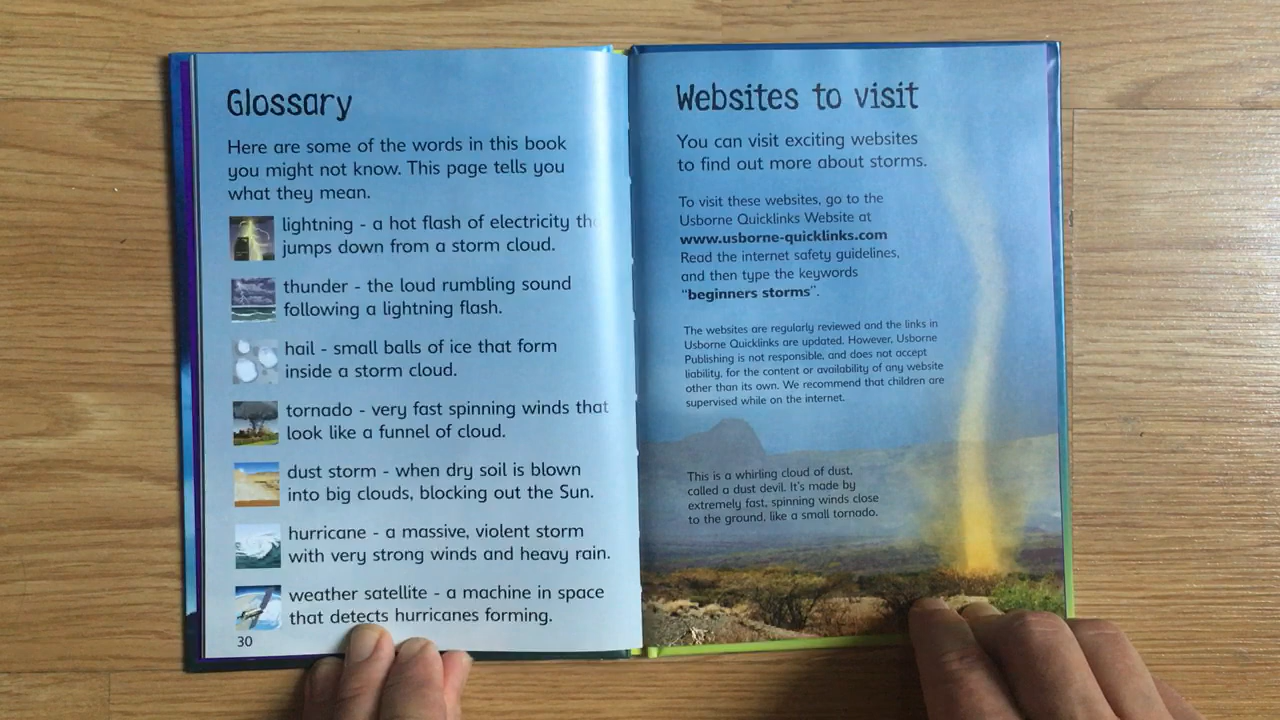 Glossary
Here are some of the words in this book
you might not know. This page tells you
what they mean.
lightning - a hot flash of electricity
jumps down from a storm cloud.
thunder - the loud rumbling sound
following a lightning flash.
hail - small balls of ice that form
inside a storm cloud.
tornado - very fast spinning winds that
look like a funnel of cloud.
dust storm - when dry soil is blown
into big clouds, blocking out the Sun.
hurricane - a massive, violent storm
with very strong winds and heavy rain.
weather satellite - a machine in space
that detects hurricanes forming.
30
Websites to visit
You can visit exciting websites
to find out more about storms.
To visit these websites, go to the
Usborne Quicklinks Website at
www.usborne-quicklinks.com
Read the internet safety guidelines,
and then type the keywords
“beginners storms”.
The websites are regularly reviewed and the links in
Usborne Quicklinks are updated. However, Usborne
Publishing is not responsible, and does not accept
liability, for the content or availability of any website
other than its own. We recommend that children are
supervised while on the internet.
This is a whirling cloud of dust,
called a dust devil. It's made by
extremely fast, spinning winds close
to the ground, like a small tornado.